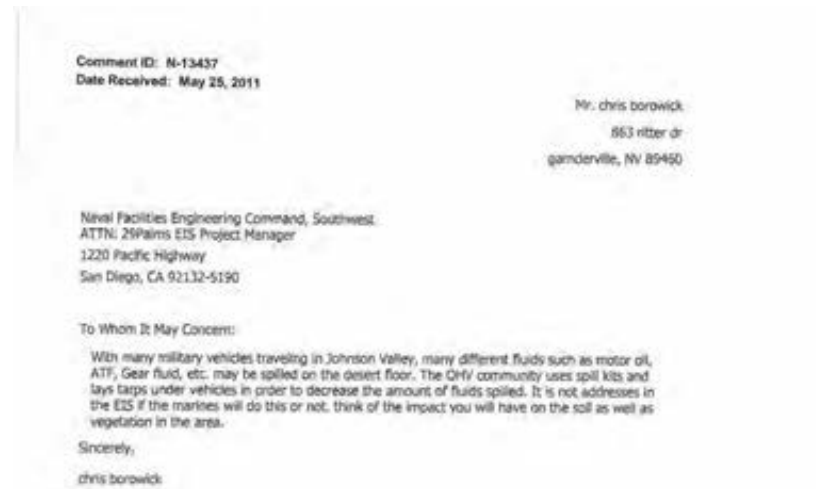 Comment ID: N-13437
Date Received: May 25, 2011
Mr. chris borowick
863 ritter dr
garnderville, NV 89460
Naval Facilities Engineering Command, Southwest
ATTN: 29Palms EIS Project Manager
1220 Pacific Highway
San Diego, CA 92132-5190
To Whom It May Concern:
With many military vehicles traveling in Johnson Valley, many different fluids such as motor oil,
ATF, Gear fluid, etc. may be spilled on the desert floor. The OHV community uses spill kits and
lays tarps under vehicles in order to decrease the amount of fluids spilled. It is not addresses in
the EIS if the marines will do this or not. think of the impact you will have on the soil as well as
vegetation in the area.
Sincerely,
chris borowick